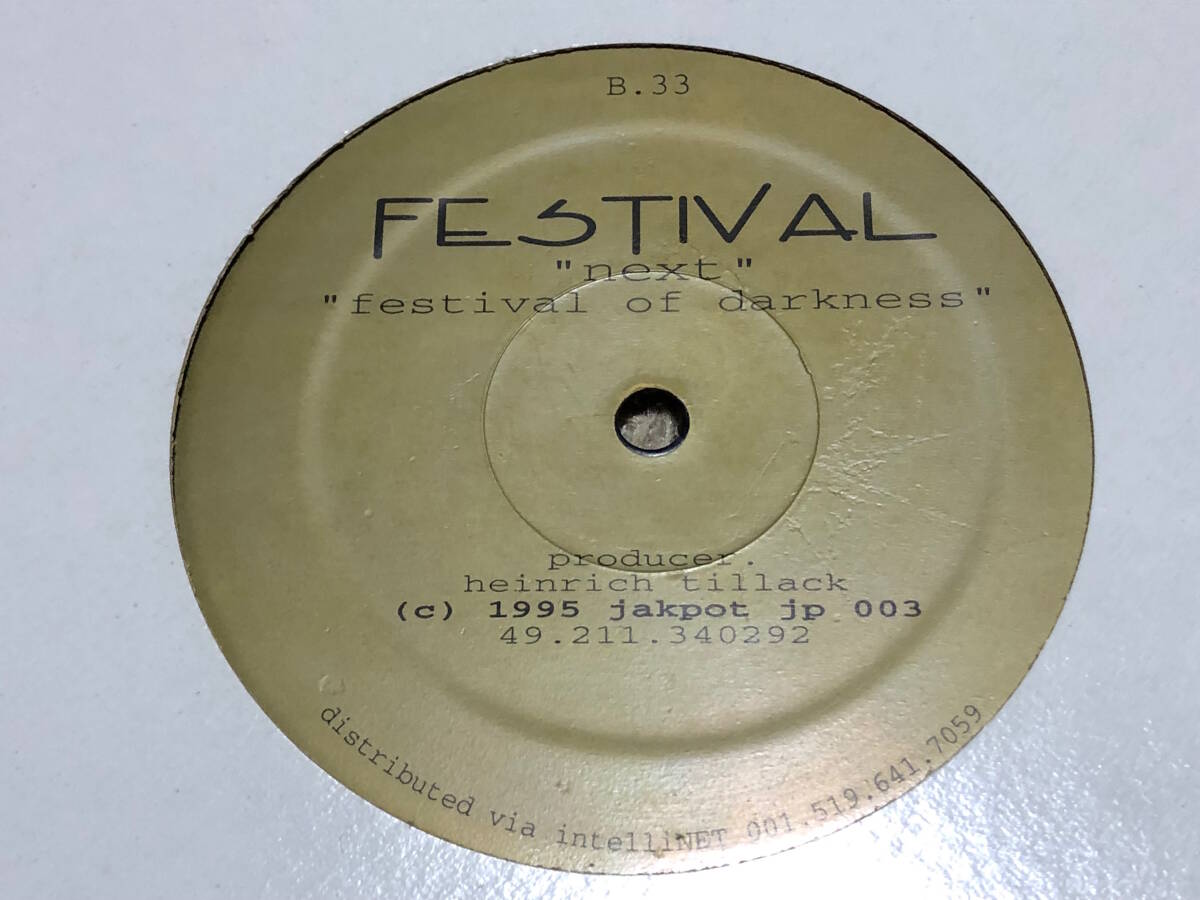 B.33
FESTIVAL
"next"
"festival of darkness"
producer.
heinrich tillack
(c) 1995 jakpot jp 003
49.211.340292
distributed via intelliNET 001.519.641.7059